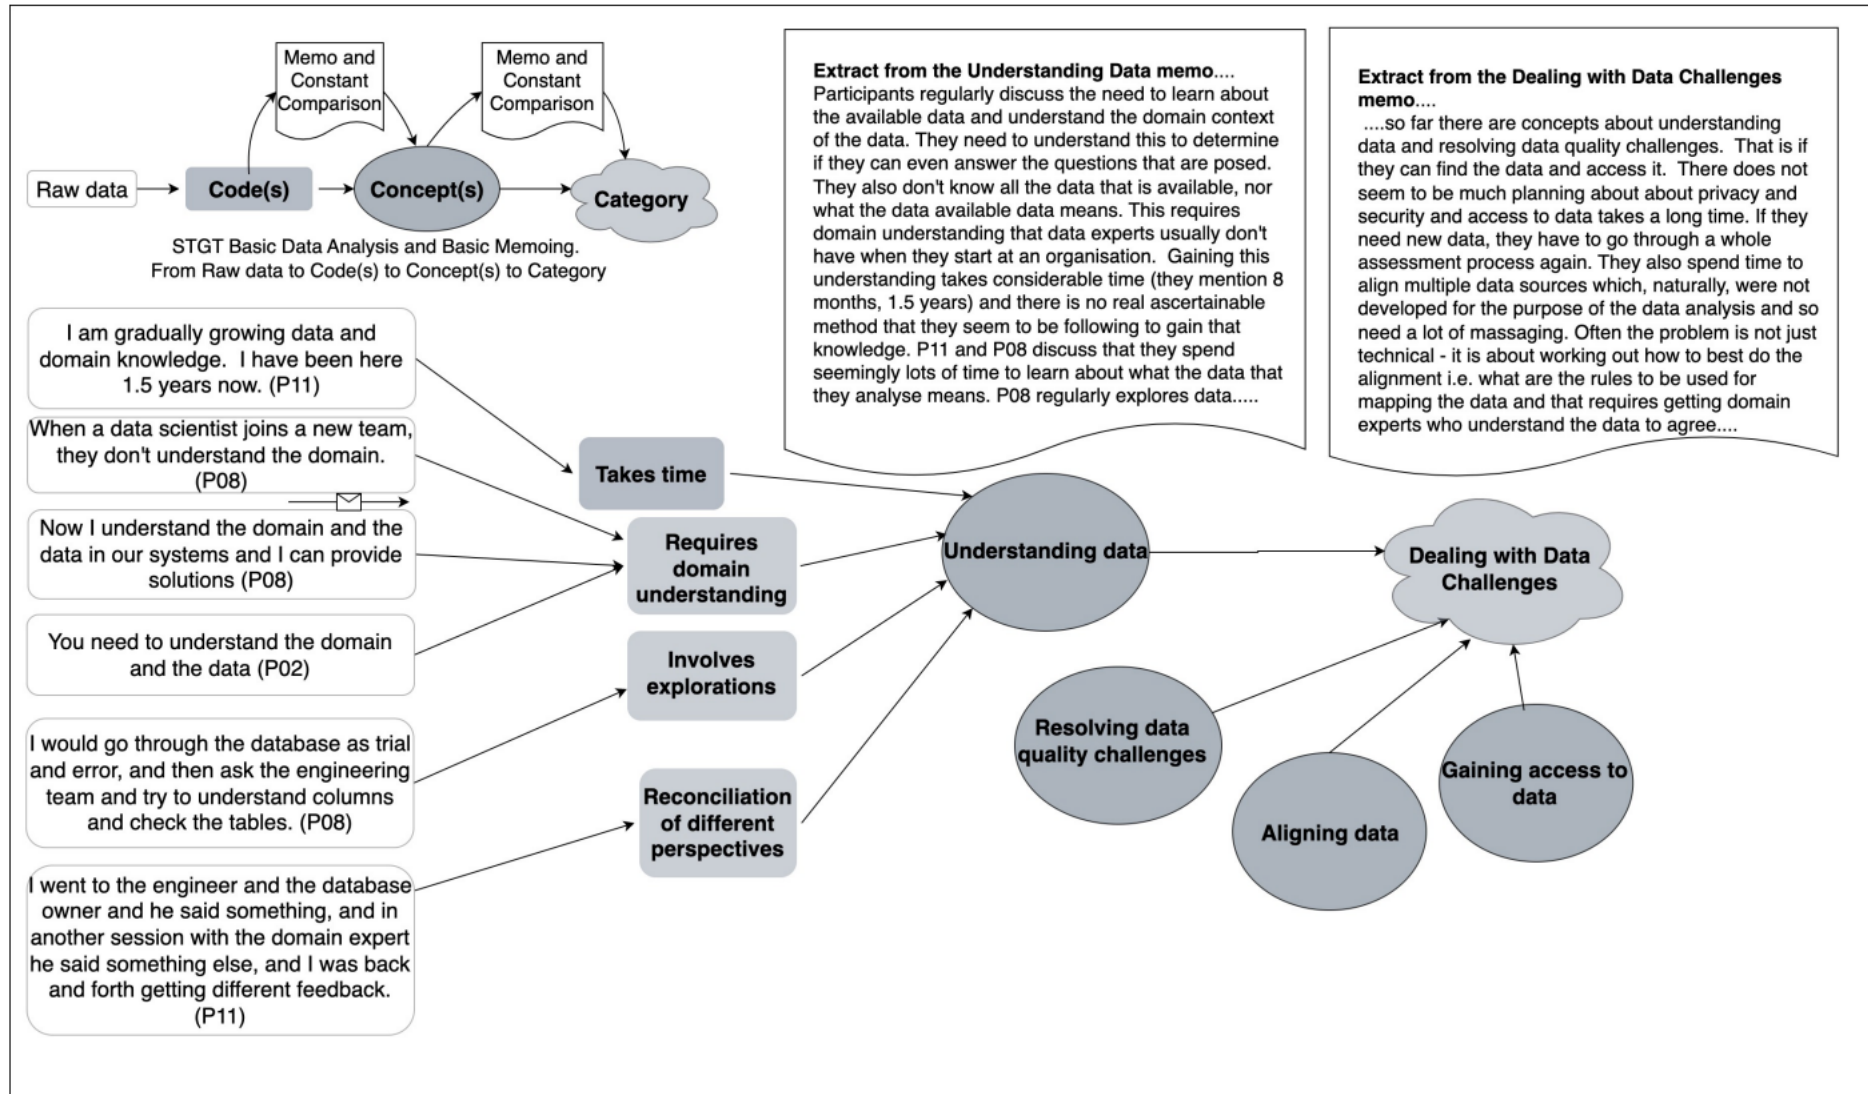 Memo and
Constant
Comparison
Memo and
Constant
Comparison
Raw data
Code(s)
Concept(s)
Category
STGT Basic Data Analysis and Basic Memoing.
From Raw data to Code(s) to Concept(s) to Category
Extract from the Understanding Data memo....
Participants regularly discuss the need to learn about
the available data and understand the domain context
of the data. They need to understand this to determine
if they can even answer the questions that are posed.
They also don't know all the data that is available, nor
what the data available data means. This requires
domain understanding that data experts usually don't
have when they start at an organisation. Gaining this
understanding takes considerable time (they mention 8
months, 1.5 years) and there is no real ascertainable
method that they seem to be following to gain that
knowledge. P11 and P08 discuss that they spend
seemingly lots of time to learn about what the data that
they analyse means. P08 regularly explores data.....
Extract from the Dealing with Data Challenges
memo....
....so far there are concepts about understanding
data and resolving data quality challenges. That is if
they can find the data and access it. There does not
seem to be much planning about about privacy and
security and access to data takes a long time. If they
need new data, they have to go through a whole
assessment process again. They also spend time to
align multiple data sources which, naturally, were not
developed for the purpose of the data analysis and so
need a lot of massaging. Often the problem is not just
technical - it is about working out how to best do the
alignment i.e. what are the rules to be used for
mapping the data and that requires getting domain
experts who understand the data to agree....
I am gradually growing data and
domain knowledge. I have been here
1.5 years now. (P11)
When a data scientist joins a new team,
they don't understand the domain.
(P08)
Now I understand the domain and the
data in our systems and I can provide
solutions (P08)
You need to understand the domain
and the data (P02)
I would go through the database as trial
and error, and then ask the engineering
team and try to understand columns
and check the tables. (P08)
I went to the engineer and the database
owner and he said something, and in
another session with the domain expert
he said something else, and I was back
and forth getting different feedback.
(P11)
Takes time
Requires
domain
understanding
Involves
explorations
Reconciliation
of different
perspectives
Understanding data
Dealing with Data
Challenges
Resolving data
quality challenges
Aligning data
Gaining access to
data